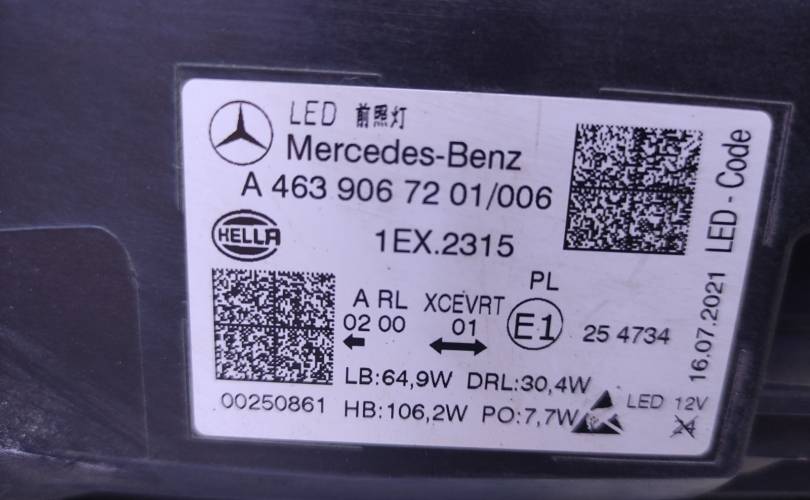 LED 前照灯
Mercedes-Benz
A 463 906 72 01/006
HELLA
1EX.2315
A RL
XCEVRT
PL
02 00
01
E1
25 4734
LB:64,9W DRL:30,4W
HB:106,2W PO:7,7W
00250861
LED 12V
24
16.07.2021 LED - Code